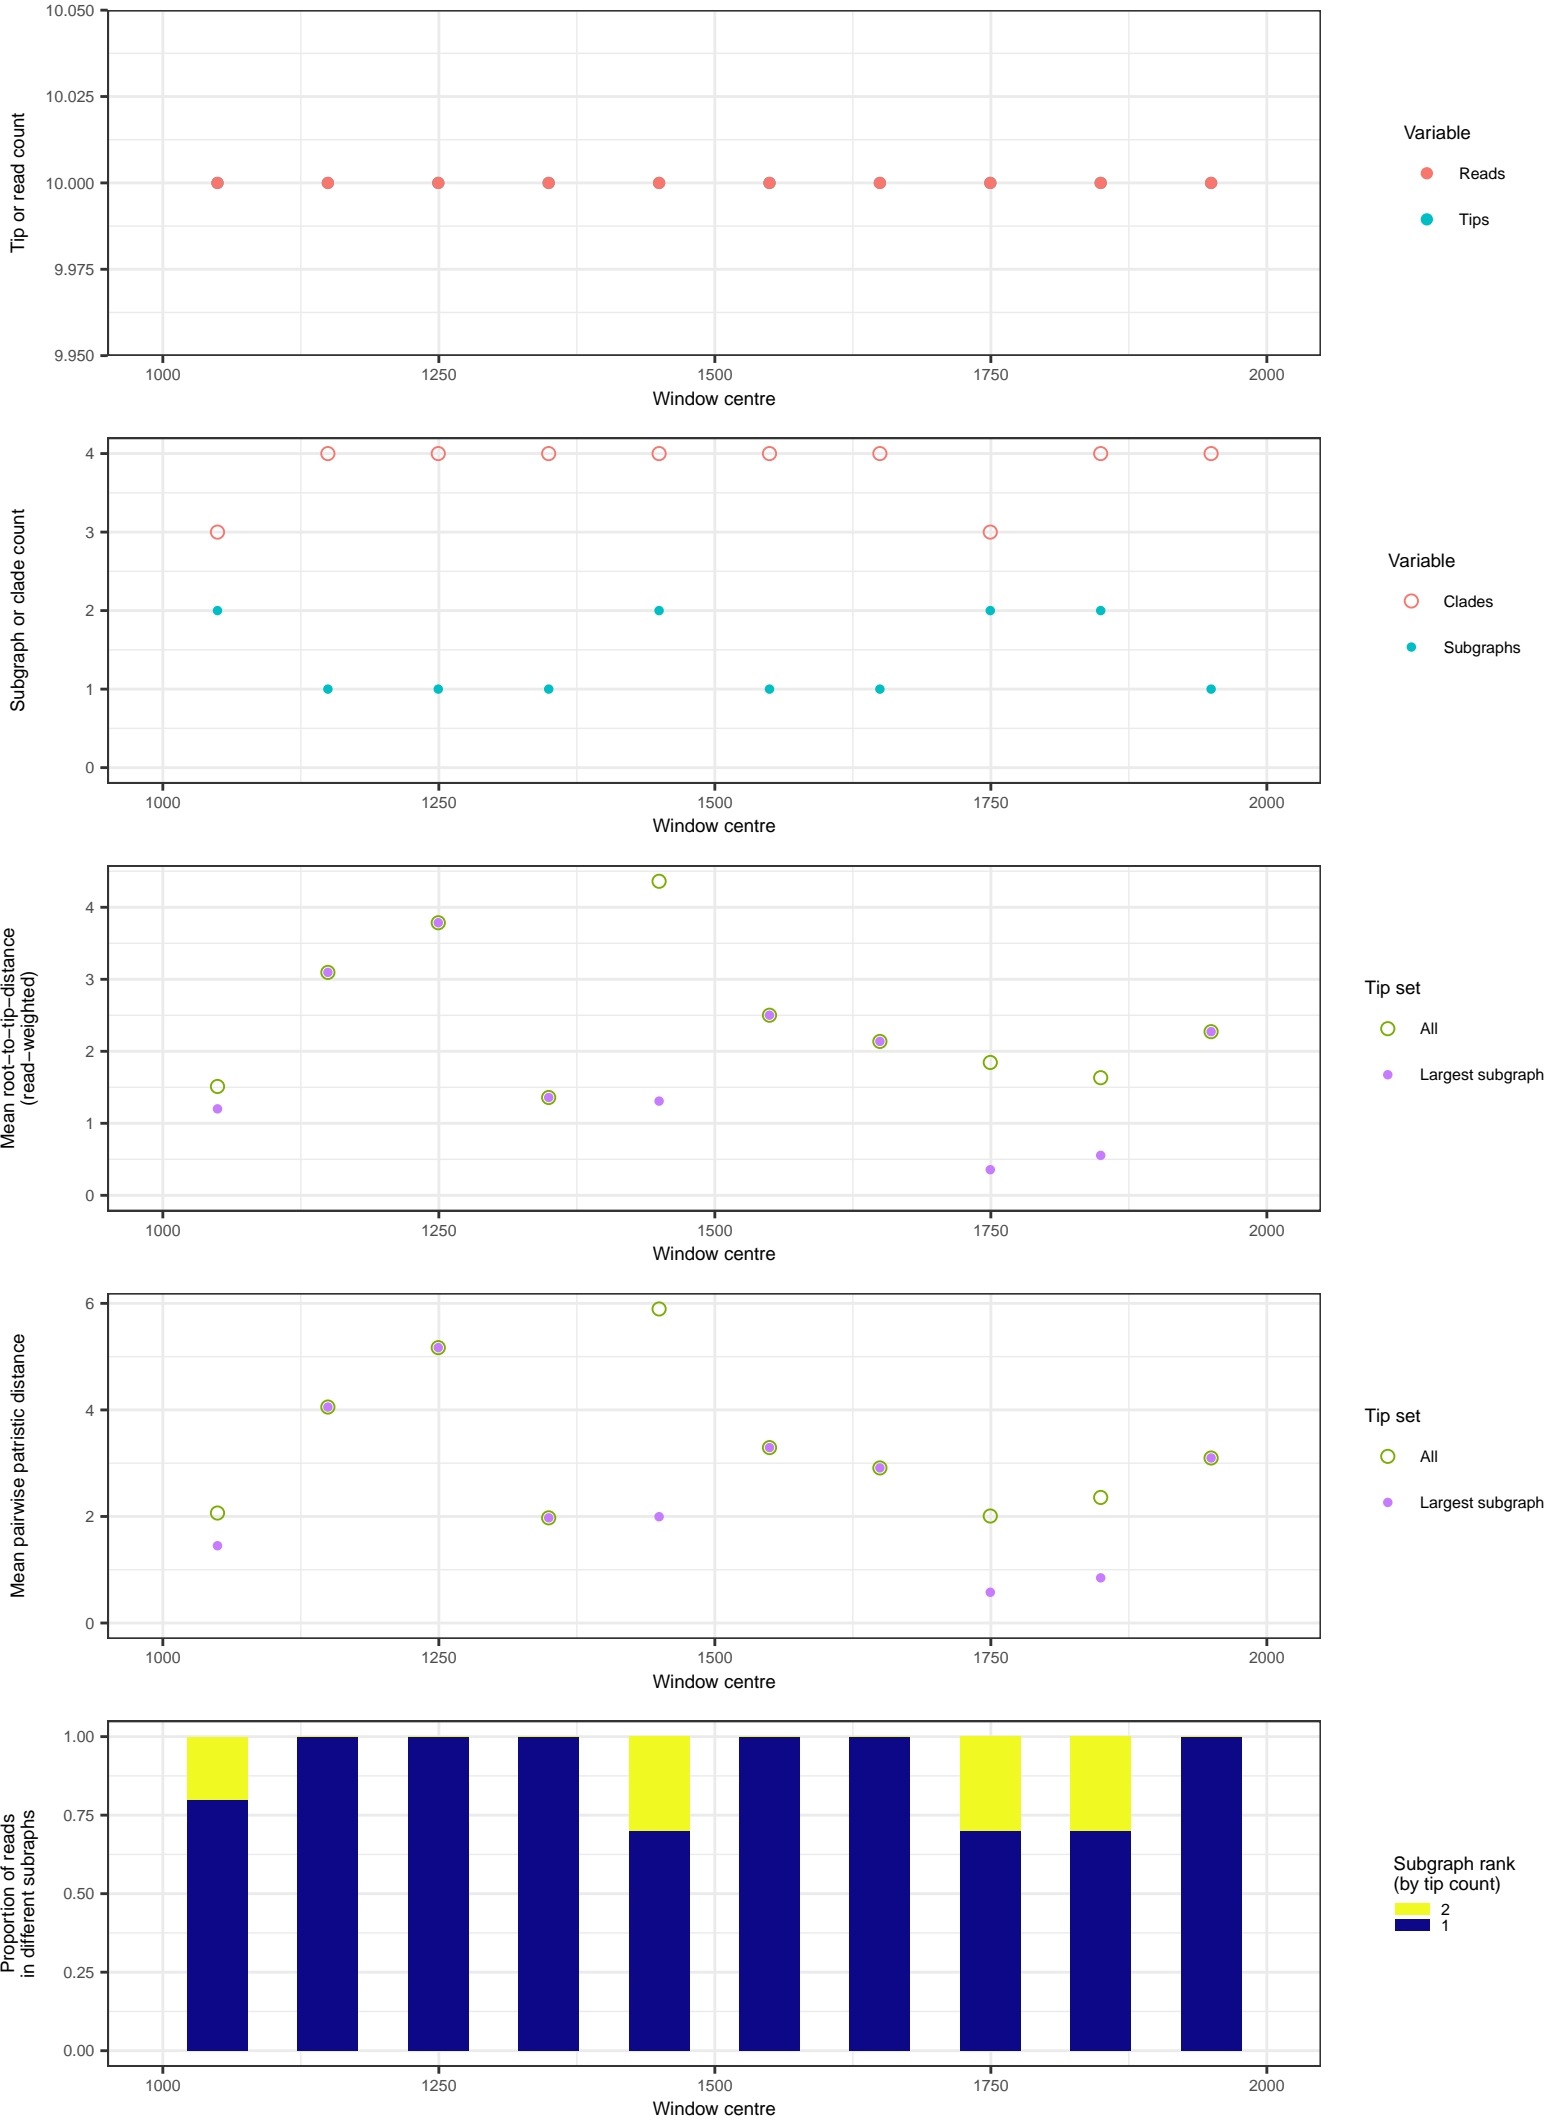 10.050
10.025
10.000
9.975
9.950
Tip or read count
1000 1250 1500 1750 2000
Window centre
Variable
Reads
Tips
4
3
2
1
0
Subgraph or clade count
1000 1250 1500 1750 2000
Window centre
Variable
Clades
Subgraphs
4
3
2
1
0
Mean root−to−tip−distance
(read−weighted)
1000 1250 1500 1750 2000
Window centre
Tip set
All
Largest subgraph
6
4
2
0
Mean pairwise patristic distance
1000 1250 1500 1750 2000
Window centre
Tip set
All
Largest subgraph
1.00
0.75
0.50
0.25
0.00
Proportion of reads
in different subraphs
1000 1250 1500 1750 2000
Window centre
Subgraph rank
(by tip count)
2
1